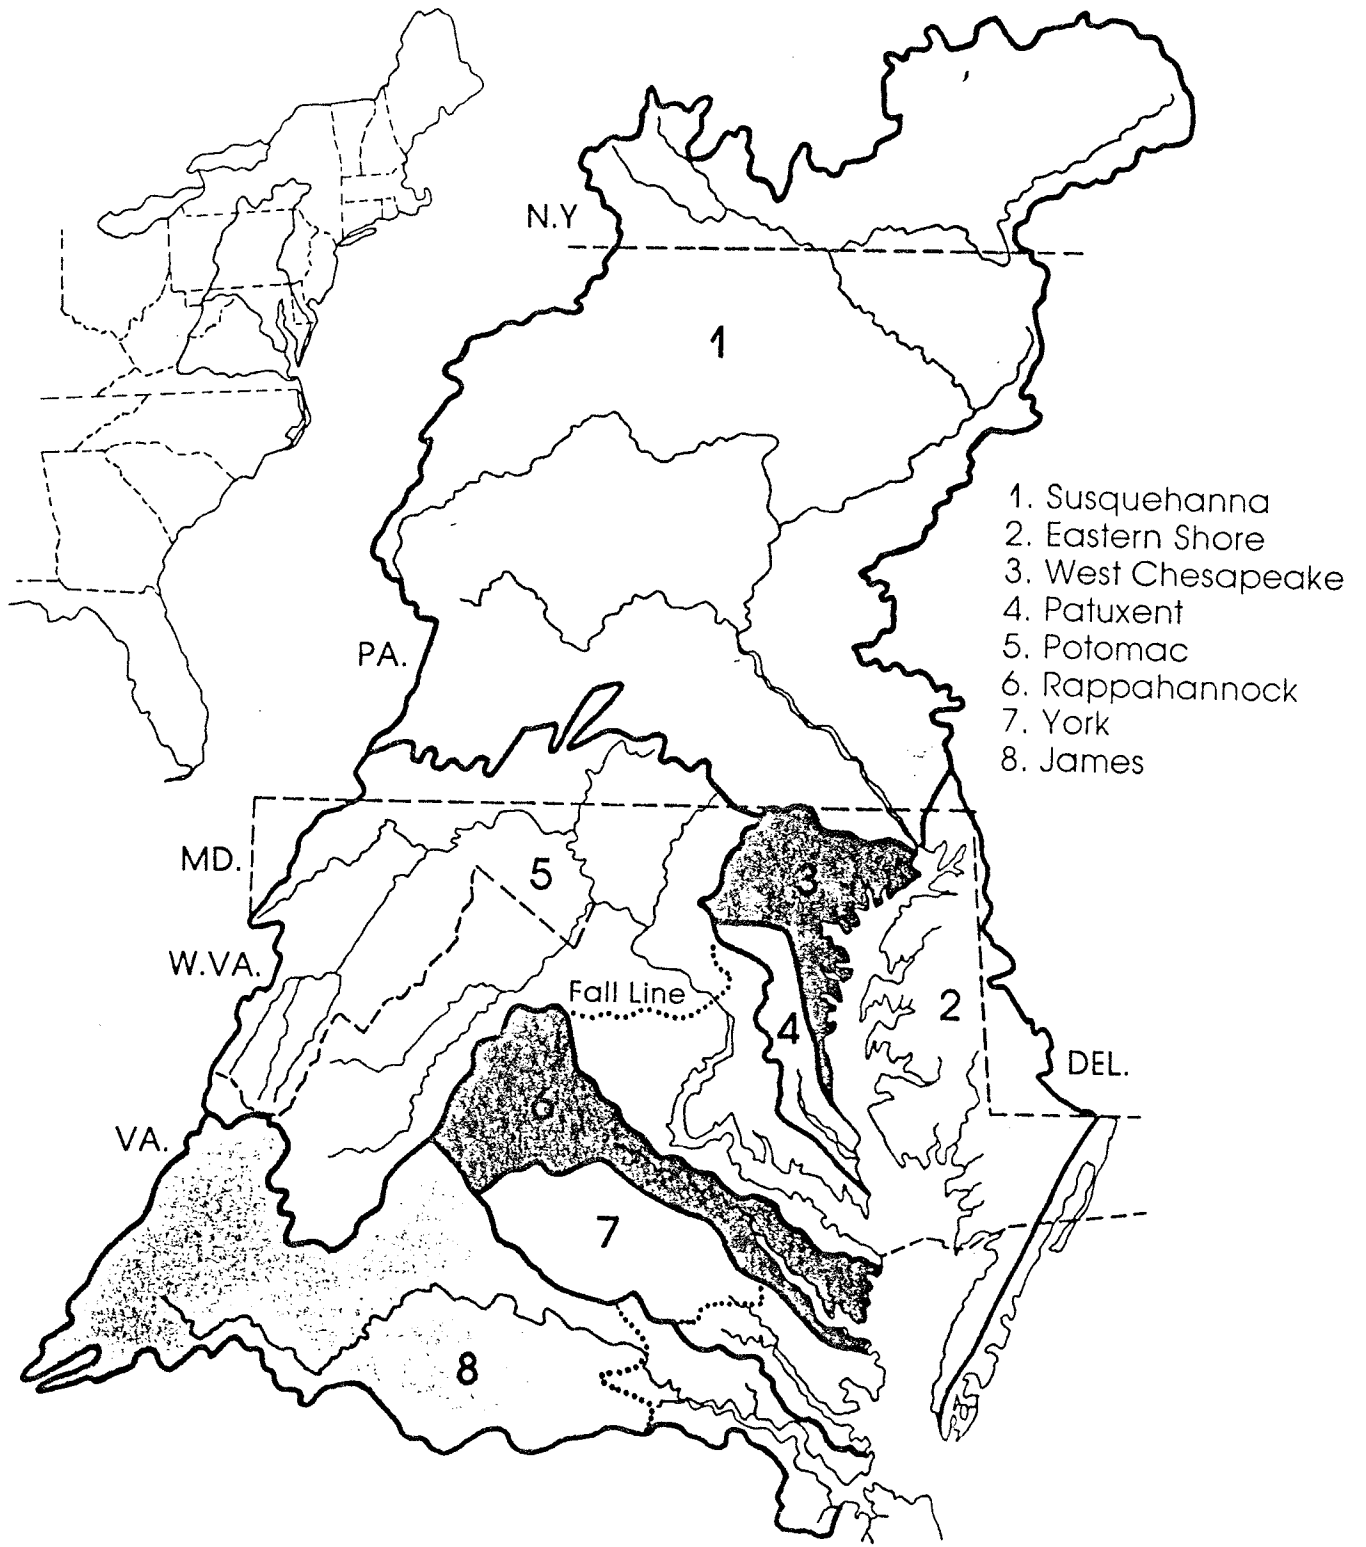 N.Y
1
1. Susquehanna
2. Eastern Shore
3. West Chesapeake
4. Patuxent
5. Potomac
6. Rappahannock
7. York
8. James
PA.
MD.
5
3
W.VA.
Fall Line
2
4
DEL.
6
VA.
7
8